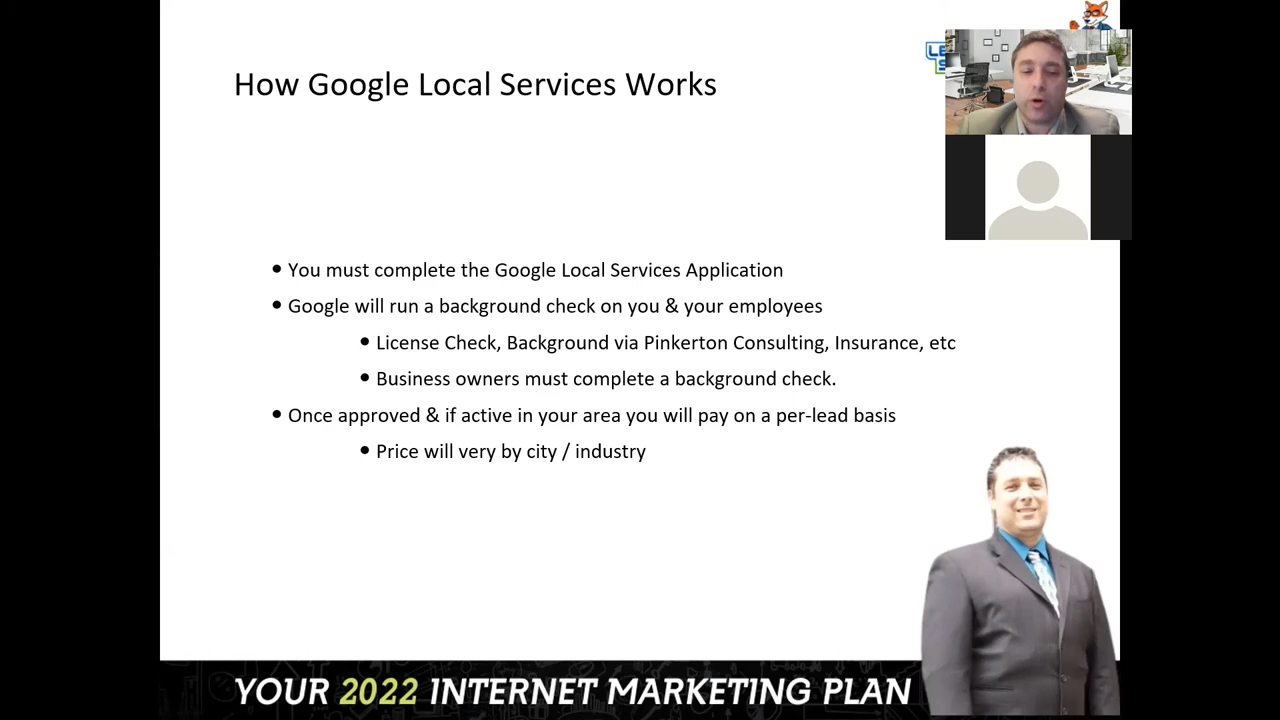 How Google Local Services Works
LE
S
• You must complete the Google Local Services Application
• Google will run a background check on you & your employees
• License Check, Background via Pinkerton Consulting, Insurance, etc
• Business owners must complete a background check.
• Once approved & if active in your area you will pay on a per-lead basis
• Price will very by city / industry
YOUR 2022 INTERNET MARKETING PLAN